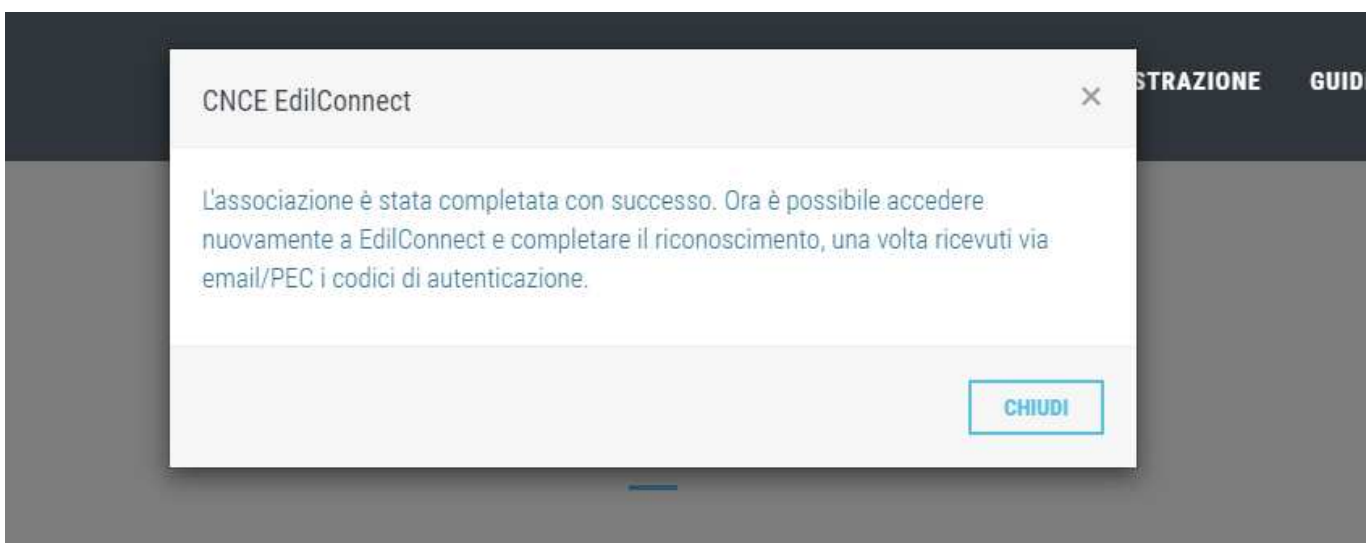 STRAZIONE GUID
CNCE EdilConnect ×
L'associazione è stata completata con successo. Ora è possibile accedere
nuovamente a EdilConnect e completare il riconoscimento, una volta ricevuti via
email/PEC i codici di autenticazione.
CHIUDI